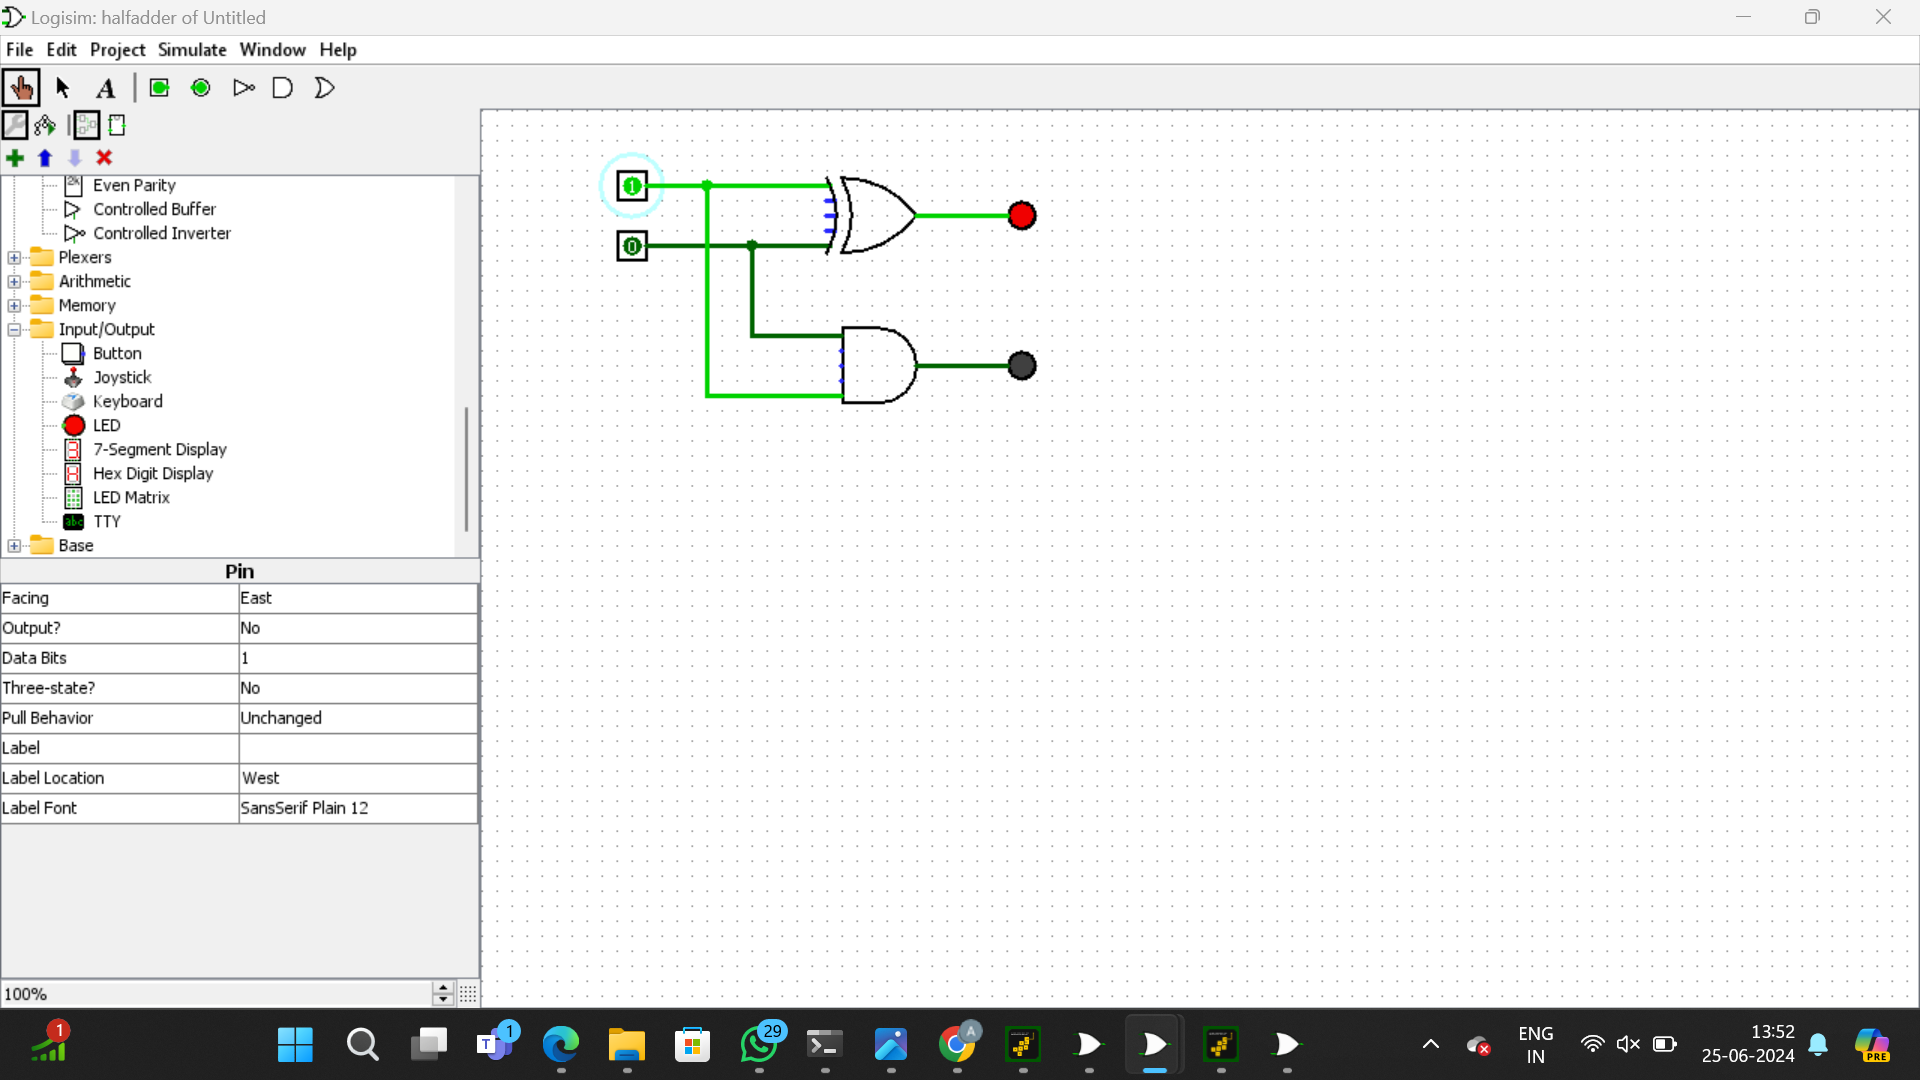 Logisim: halfadder of Untitled
File Edit Project Simulate Window Help
A
Even Parity
Controlled Buffer
Controlled Inverter
Plexers
Arithmetic
Memory
Input/Output
Button
Joystick
Keyboard
LED
7-Segment Display
Hex Digit Display
LED Matrix
abc TTY
Base
Pin
Facing East
Output? No
Data Bits 1
Three-state? No
Pull Behavior Unchanged
Label
Label Location West
Label Font SansSerif Plain 12
100%
1
0
1
T 1
29
A
ENG
IN
13:52
25-06-2024
PRE